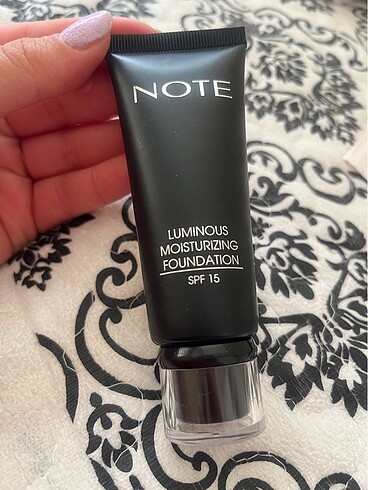 NOTE
LUMINOUS
MOISTURIZING
FOUNDATION
SPF 15